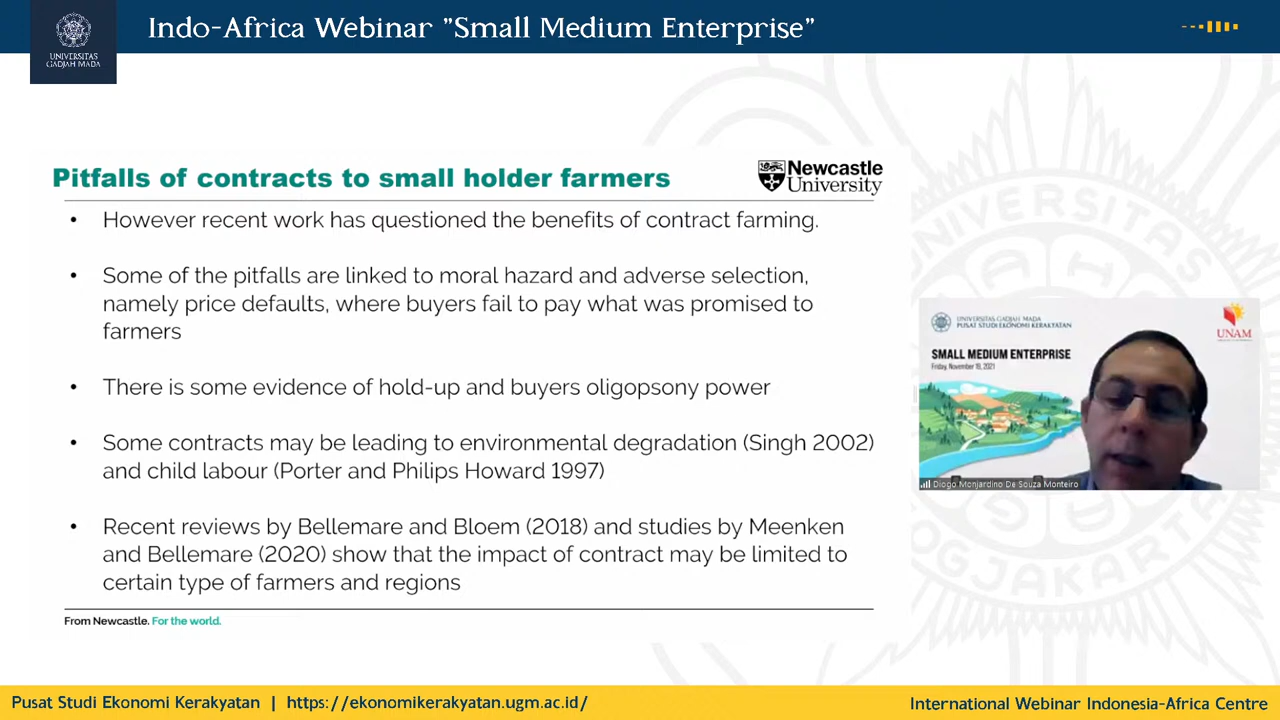 Indo-Africa Webinar "Small Medium Enterprise"
UNIVERSITAS
GADJAH MADA
Pitfalls of contracts to small holder farmers
Newcastle
University
• However recent work has questioned the benefits of contract farming.
• Some of the pitfalls are linked to moral hazard and adverse selection,
namely price defaults, where buyers fail to pay what was promised to
farmers
• There is some evidence of hold-up and buyers oligopsony power
• Some contracts may be leading to environmental degradation (Singh 2002)
and child labour (Porter and Philips Howard 1997)
• Recent reviews by Bellemare and Bloem (2018) and studies by Meenken
and Bellemare (2020) show that the impact of contract may be limited to
certain type of farmers and regions
From Newcastle. For the world.
UNIVERSITAS GADJAH MADA
PUSAT STUDI EKONOMI KERAKYATAN
UNAM
SMALL MEDIUM ENTERPRISE
Friday, November 19, 2021
Diogo Monjardino De Souza Monteiro
Pusat Studi Ekonomi Kerakyatan | https://ekonomikerakyatan.ugm.ac.id/
International Webinar Indonesia-Africa Centre